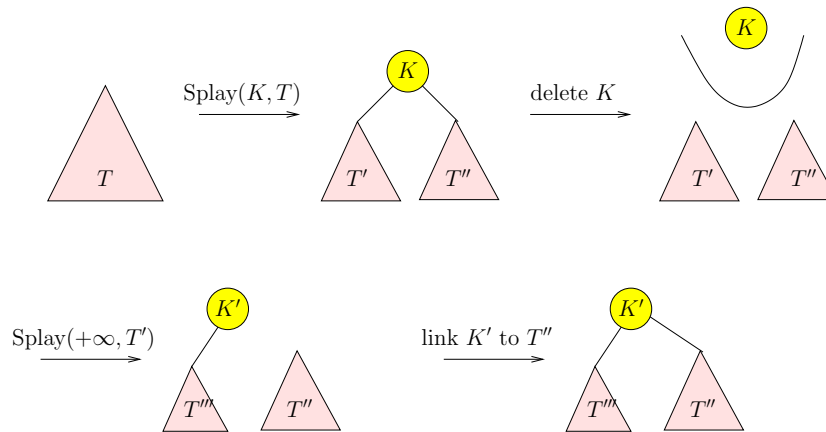 T
Splay(K, T)
K
T′ T″
delete K
K
T′ T″
Splay(+∞, T′)
K′
T‴ T″
link K′ to T″
K′
T‴ T″